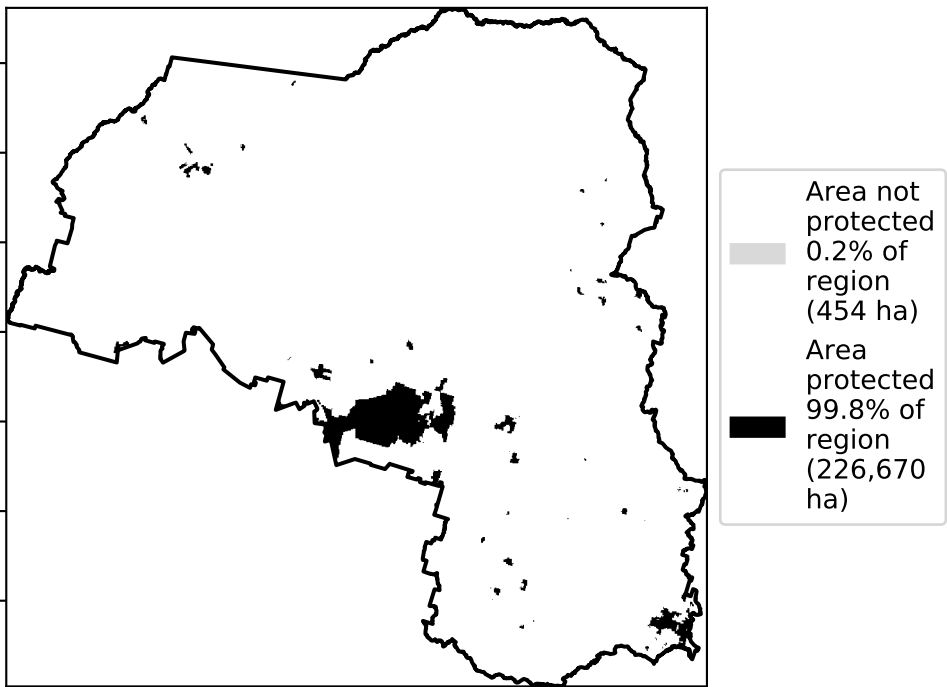 Area not
protected
0.2% of
region
(454 ha)
Area
protected
99.8% of
region
(226,670
ha)